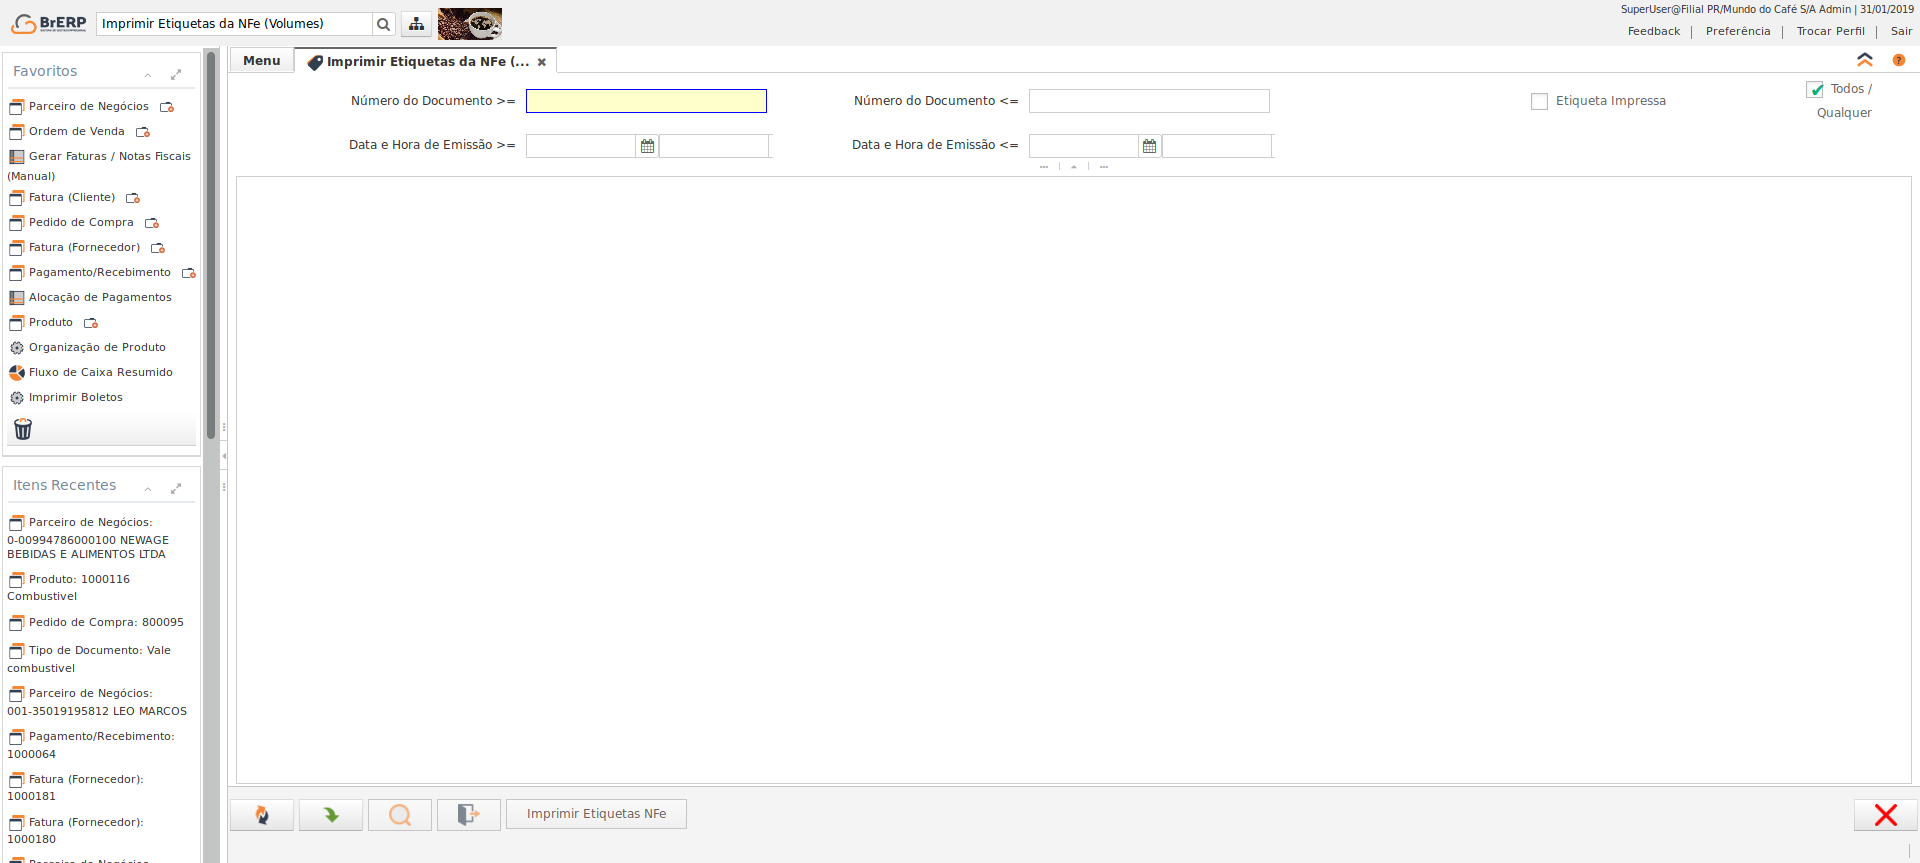 BrERP
Imprimir Etiquetas da NFe (Volumes)
SuperUser@Filial PR/Mundo do Café S/A Admin | 31/01/2019
Feedback | Preferência | Trocar Perfil | Sair
Favoritos
Parceiro de Negócios
Ordem de Venda
Gerar Faturas / Notas Fiscais
(Manual)
Fatura (Cliente)
Pedido de Compra
Fatura (Fornecedor)
Pagamento/Recebimento
Alocação de Pagamentos
Produto
Organização de Produto
Fluxo de Caixa Resumido
Imprimir Boletos
Itens Recentes
Parceiro de Negócios:
0-00994786000100 NEWAGE
BEBIDAS E ALIMENTOS LTDA
Produto: 1000116
Combustivel
Pedido de Compra: 800095
Tipo de Documento: Vale
combustivel
Parceiro de Negócios:
001-35019195812 LEO MARCOS
Pagamento/Recebimento:
1000064
Fatura (Fornecedor):
1000181
Fatura (Fornecedor):
1000180
Parceiro de Negócios
Menu
Imprimir Etiquetas da NFe (...
Número do Documento >=
Número do Documento <=
Etiqueta Impressa
Todos /
Qualquer
Data e Hora de Emissão >=
Data e Hora de Emissão <=
Imprimir Etiquetas NFe